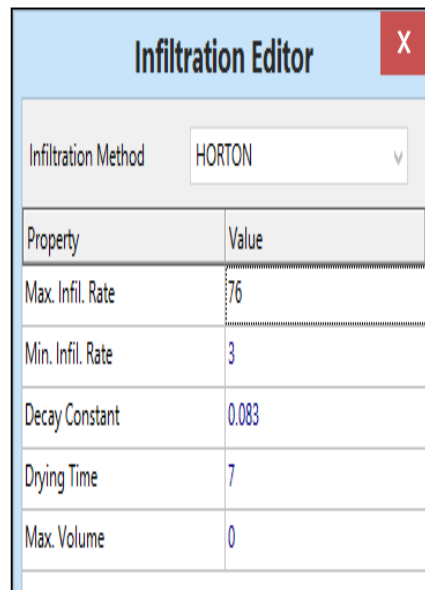 Infiltration Editor X
Infiltration Method HORTON
Property Value
Max. Infil. Rate 76
Min. Infil. Rate 3
Decay Constant 0.083
Drying Time 7
Max. Volume 0